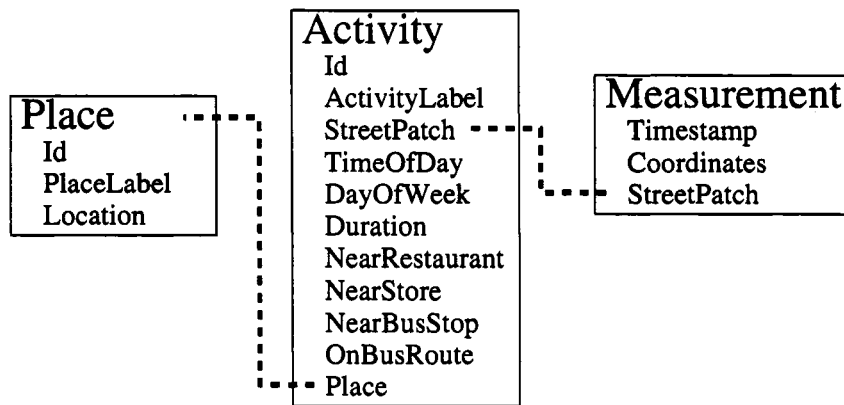 Place
Id
PlaceLabel
Location
Activity
Id
ActivityLabel
StreetPatch
TimeOfDay
DayOfWeek
Duration
NearRestaurant
NearStore
NearBusStop
OnBusRoute
Place
Measurement
Timestamp
Coordinates
StreetPatch